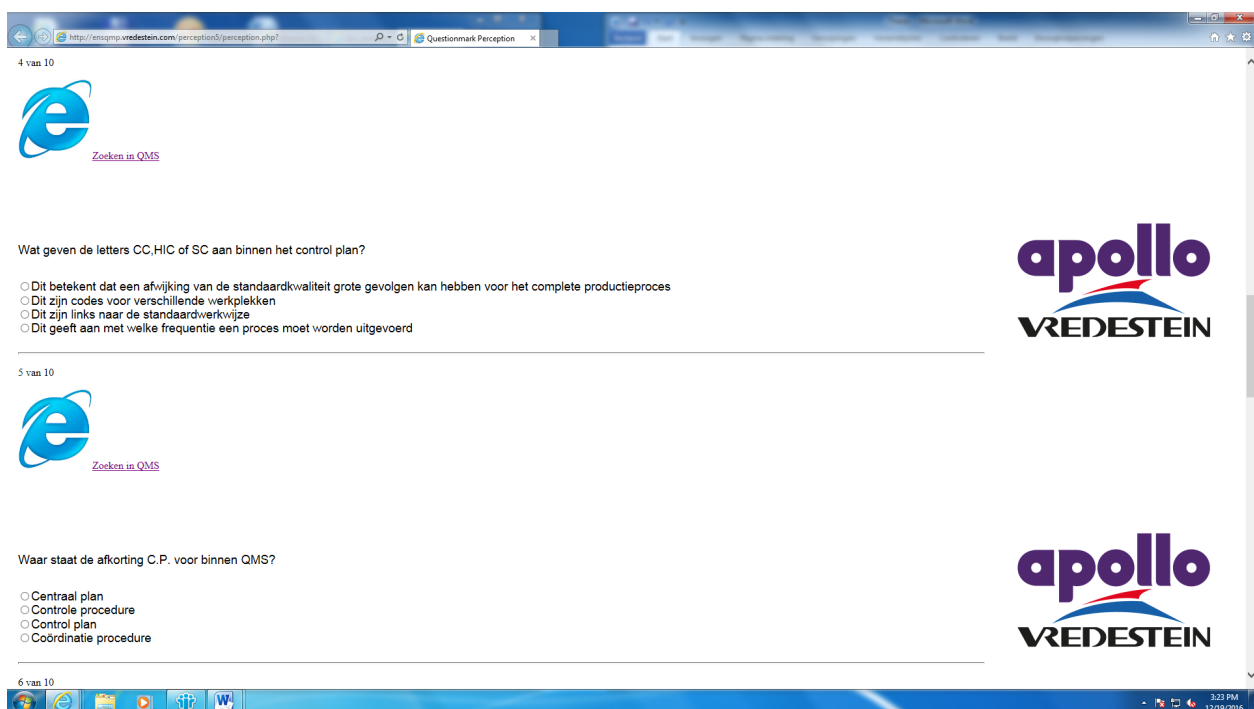 http://ensqmp.vredestein.com/perception5/perception.php?
Questionmark Perception
4 van 10
Zoeken in QMS
Wat geven de letters CC,HIC of SC aan binnen het control plan?
Dit betekent dat een afwijking van de standaardkwaliteit grote gevolgen kan hebben voor het complete productieproces
Dit zijn codes voor verschillende werkplekken
Dit zijn links naar de standaardwerkwijze
Dit geeft aan met welke frequentie een proces moet worden uitgevoerd
apollo
VREDESTEIN
5 van 10
Zoeken in QMS
Waar staat de afkorting C.P. voor binnen QMS?
Centraal plan
Controle procedure
Control plan
Coördinatie procedure
apollo
VREDESTEIN
6 van 10
3:23 PM
12/19/2016